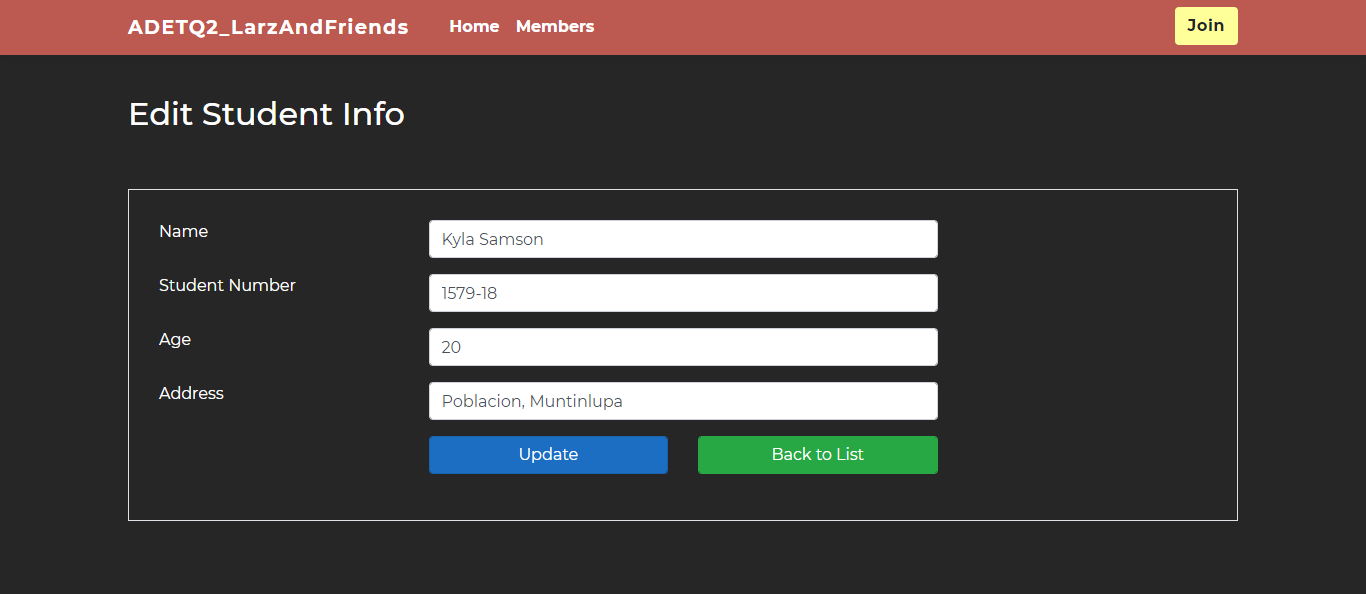 ADETQ2_LarzAndFriends Home Members Join
Edit Student Info
Name Kyla Samson
Student Number 1579-18
Age 20
Address Poblacion, Muntinlupa
Update Back to List